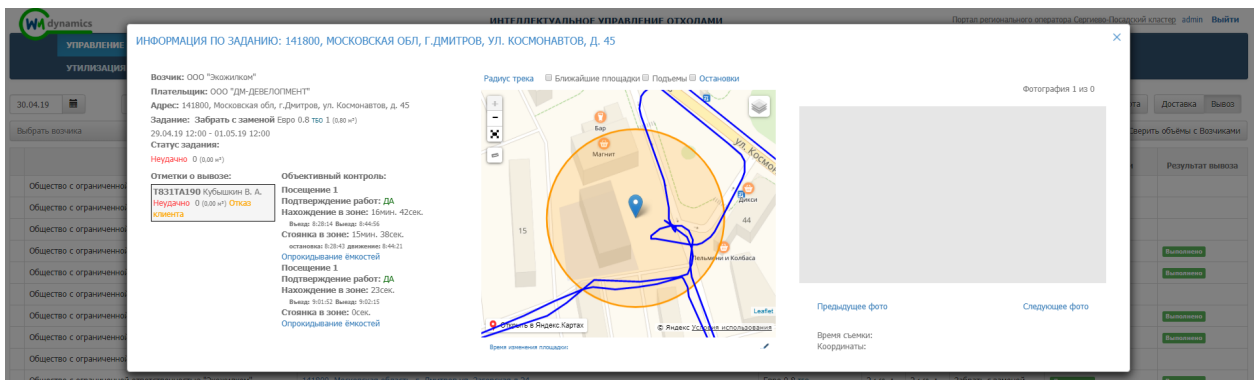 WM dynamics
ИНТЕЛЛЕКТУАЛЬНОЕ УПРАВЛЕНИЕ ОТХОДАМИ
Портал регионального оператора Сергиево-Посадский кластер admin Выйти
УПРАВЛЕНИЕ
УТИЛИЗАЦИЯ
30.04.19
Доставка Вывоз
Выбрать возчика
Сверить объёмы с Возчиками
Результат вывоза
Общество с ограниченной
Общество с ограниченной
Общество с ограниченной
Общество с ограниченной
Выполнено
Общество с ограниченной
Выполнено
Общество с ограниченной
Общество с ограниченной
Выполнено
Общество с ограниченной
Выполнено
Общество с ограниченной
ИНФОРМАЦИЯ ПО ЗАДАНИЮ: 141800, МОСКОВСКАЯ ОБЛ, Г.ДМИТРОВ, УЛ. КОСМОНАВТОВ, Д. 45
×
Возчик: ООО "Экожилком"
Плательщик: ООО "ДМ-ДЕВЕЛОПМЕНТ"
Адрес: 141800, Московская обл, г.Дмитров, ул. Космонавтов, д. 45
Задание: Забрать с заменой Евро 0.8 ТБО 1 (0.80 м³)
29.04.19 12:00 - 01.05.19 12:00
Статус задания:
Неудачно 0 (0.00 м³)
Отметки о вывозе:
Т831ТА190 Кубышкин В. А.
Неудачно 0 (0.00 м³) Отказ
клиента
Объективный контроль:
Посещение 1
Подтверждение работ: ДА
Нахождение в зоне: 16мин. 42сек.
Въезд: 8:28:14 Выезд: 8:44:56
Стоянка в зоне: 15мин. 38сек.
остановка: 8:28:43 движение: 8:44:21
Опрокидывание ёмкостей
Посещение 1
Подтверждение работ: ДА
Нахождение в зоне: 23сек.
Въезд: 9:01:52 Выезд: 9:02:15
Стоянка в зоне: 0сек.
Опрокидывание ёмкостей
Радиус трека Ближайшие площадки Подъемы Остановки
+
-
Бар
Магнит
ул. Космо
Дикси
44
15
Пельмени и Колбаса
Leaflet
Открыть в Яндекс.Картах
© Яндекс Условия использования
Время изменения площадки:
Фотография 1 из 0
Предыдущее фото
Следующее фото
Время съемки:
Координаты: